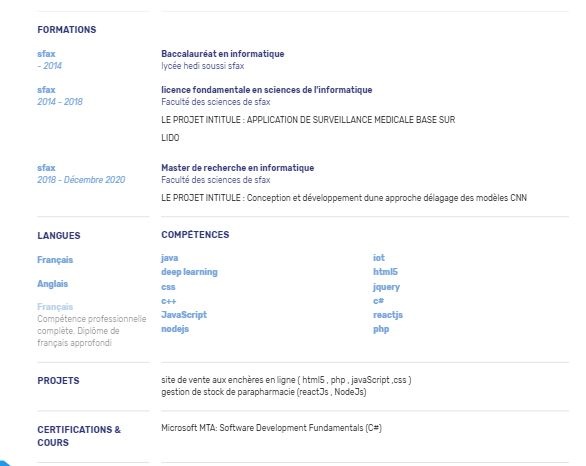 FORMATIONS
sfax
- 2014
Baccalauréat en informatique
lycée hedi soussi sfax
sfax
2014 - 2018
licence fondamentale en sciences de l'informatique
Faculté des sciences de sfax
LE PROJET INTITULE : APPLICATION DE SURVEILLANCE MEDICALE BASE SUR
LIDO
sfax
2018 - Décembre 2020
Master de recherche en informatique
Faculté des sciences de sfax
LE PROJET INTITULE : Conception et développement dune approche délagage des modèles CNN
LANGUES
Français
Anglais
Français
Compétence professionnelle
complète. Diplôme de
français approfondi
COMPÉTENCES
java
deep learning
css
c++
JavaScript
nodejs
iot
html5
jquery
c#
reactjs
php
PROJETS
site de vente aux enchères en ligne ( html5 , php , javaScript ,css )
gestion de stock de parapharmacie (reactJs , NodeJs)
CERTIFICATIONS &
COURS
Microsoft MTA: Software Development Fundamentals (C#)